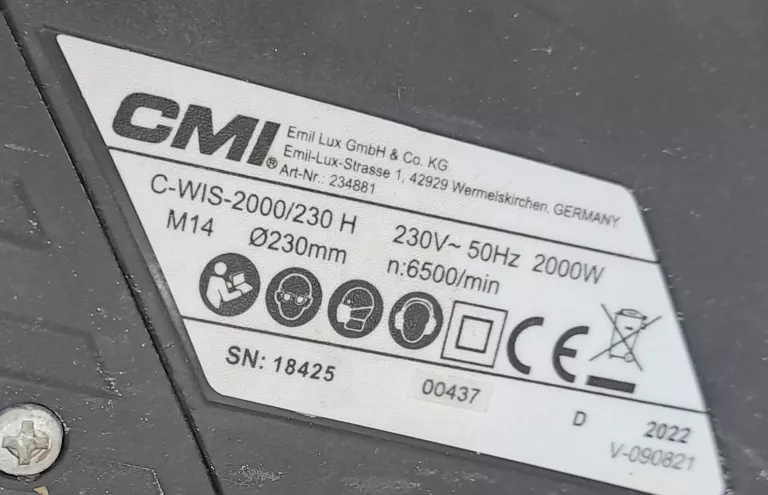 CMI®
Emil Lux GmbH & Co. KG
Emil-Lux-Strasse 1, 42929 Wermelskirchen, GERMANY
Art-Nr.: 234881
C-WIS-2000/230 H 230V~ 50Hz 2000W
M14 Ø230mm n:6500/min
CE
SN: 18425 00437 D 2022
V-090821